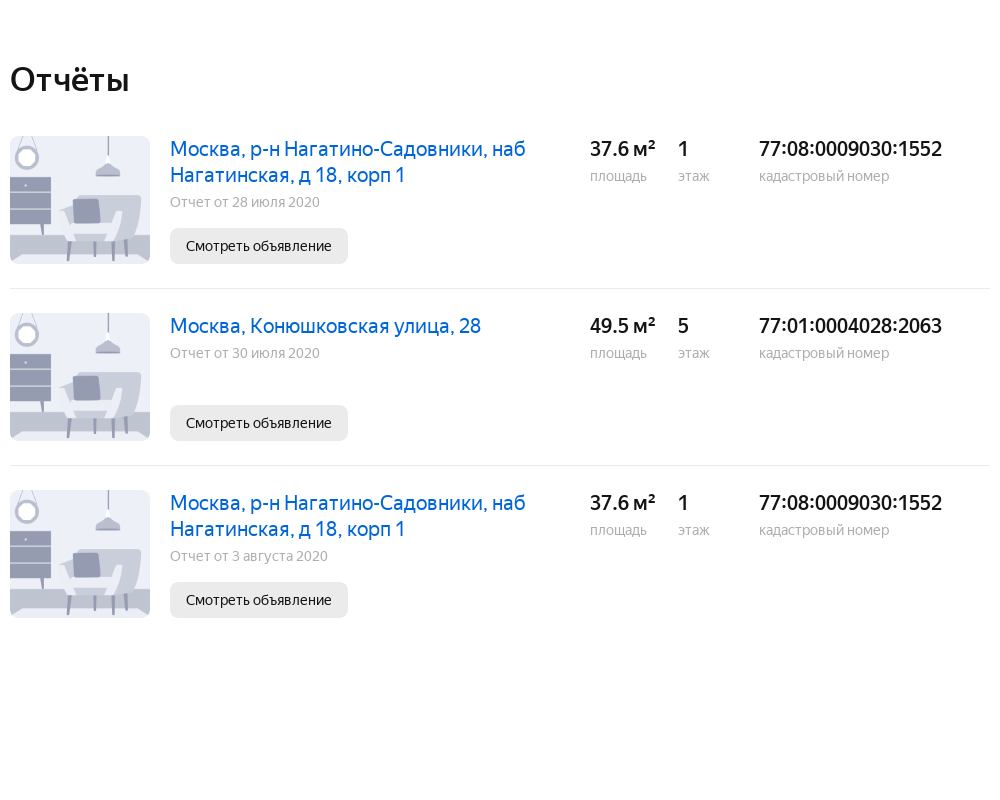 Отчёты
Москва, р-н Нагатино-Садовники, наб
Нагатинская, д 18, корп 1
Отчет от 28 июля 2020
Смотреть объявление
37.6 м²
площадь
1
этаж
77:08:0009030:1552
кадастровый номер
Москва, Конюшковская улица, 28
Отчет от 30 июля 2020
Смотреть объявление
49.5 м²
площадь
5
этаж
77:01:0004028:2063
кадастровый номер
Москва, р-н Нагатино-Садовники, наб
Нагатинская, д 18, корп 1
Отчет от 3 августа 2020
Смотреть объявление
37.6 м²
площадь
1
этаж
77:08:0009030:1552
кадастровый номер